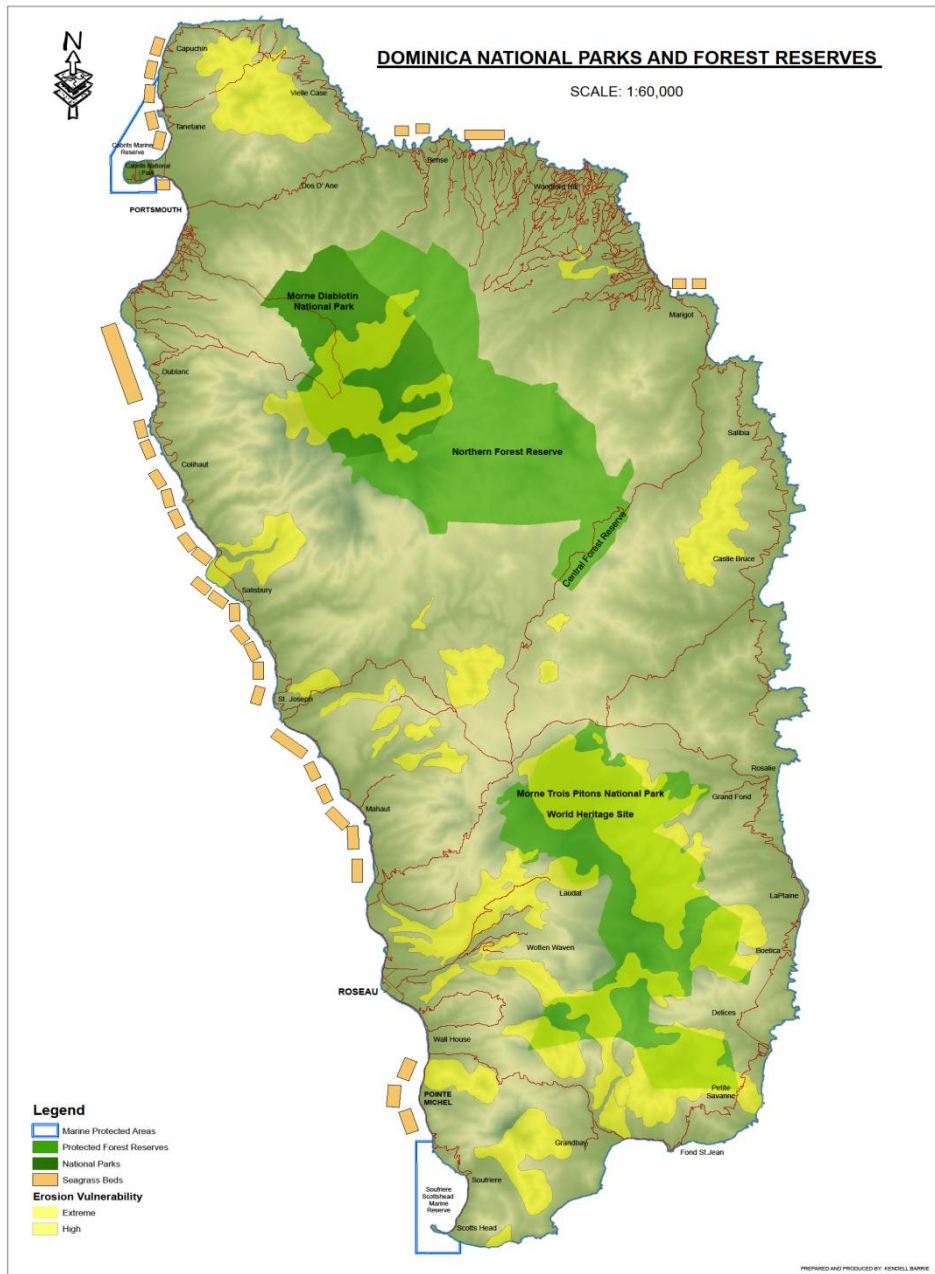 DOMINICA NATIONAL PARKS AND FOREST RESERVES
SCALE: 1:60,000
N
Capuchin
Vielle Case
Tanetane
Cabrits Marine
Reserve
Cabrits National
Park
PORTSMOUTH
Dos D' Ane
Bense
Woodford Hill
Morne Diablotin
National Park
Marigot
Dublanc
Salibia
Northern Forest Reserve
Colihaut
Central Forest Reserve
Castle Bruce
Salisbury
St. Joseph
Rosalie
Morne Trois Pitons National Park
World Heritage Site
Grand Fond
Mahaut
Laudat
LaPlaine
Wotten Waven
Boetica
ROSEAU
Delices
Wall House
POINTE
MICHEL
Petite
Savanne
Grandbay
Fond St.Jean
Soufriere
Soufriere
Scottshead
Marine
Reserve
Scotts Head
Legend
Marine Protected Areas
Protected Forest Reserves
National Parks
Seagrass Beds
Erosion Vulnerability
Extreme
High
PREPARED AND PRODUCED BY: KENDELL BARRIE